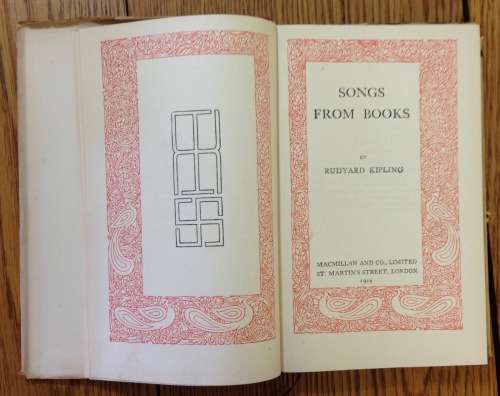 SONGS
FROM BOOKS
BY
RUDYARD KIPLING
MACMILLAN AND CO., LIMITED
ST. MARTIN'S STREET, LONDON